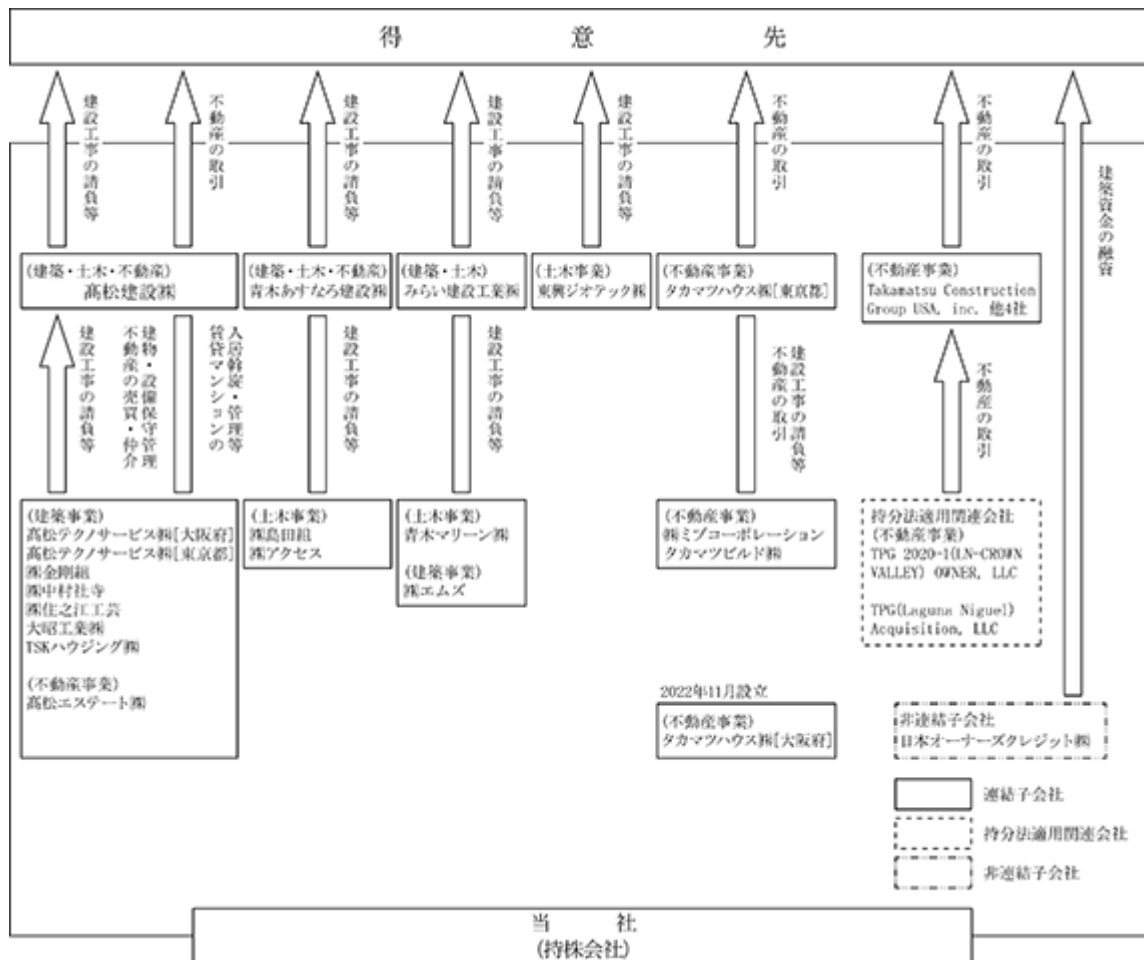 得意先
建設工事の請負等
不動産の取引
建設工事の請負等
建設工事の請負等
建設工事の請負等
不動産の取引
不動産の取引
建築資金の融資
(建築・土木・不動産)
髙松建設㈱
(建築・土木・不動産)
青木あすなろ建設㈱
(建築・土木)
みらい建設工業㈱
(土木事業)
東興ジオテック㈱
(不動産事業)
タカマツハウス㈱[東京都]
(不動産事業)
Takamatsu Construction
Group USA, inc. 他4社
建設工事の請負等
建物・設備保守管理
不動産の売買・仲介
入居斡旋・管理等
賃貸マンションの
建設工事の請負等
建設工事の請負等
建設工事の請負等
不動産の取引
不動産の取引
(建築事業)
髙松テクノサービス㈱[大阪府]
髙松テクノサービス㈱[東京都]
㈱金剛組
㈱中村社寺
㈱住之江工芸
大昭工業㈱
TSKハウジング㈱
(不動産事業)
髙松エステート㈱
(土木事業)
㈱島田組
㈱アクセス
(土木事業)
青木マリーン㈱
(建築事業)
㈱エムズ
(不動産事業)
㈱ミブコーポレーション
タカマツビルド㈱
持分法適用関連会社
(不動産事業)
TPG 2020-1(LN-CROWN
VALLEY) OWNER, LLC
TPG(Laguna Niguel)
Acquisition, LLC
2022年11月設立
(不動産事業)
タカマツハウス㈱[大阪府]
非連結子会社
日本オーナーズクレジット㈱
連結子会社
持分法適用関連会社
非連結子会社
当社
(持株会社)